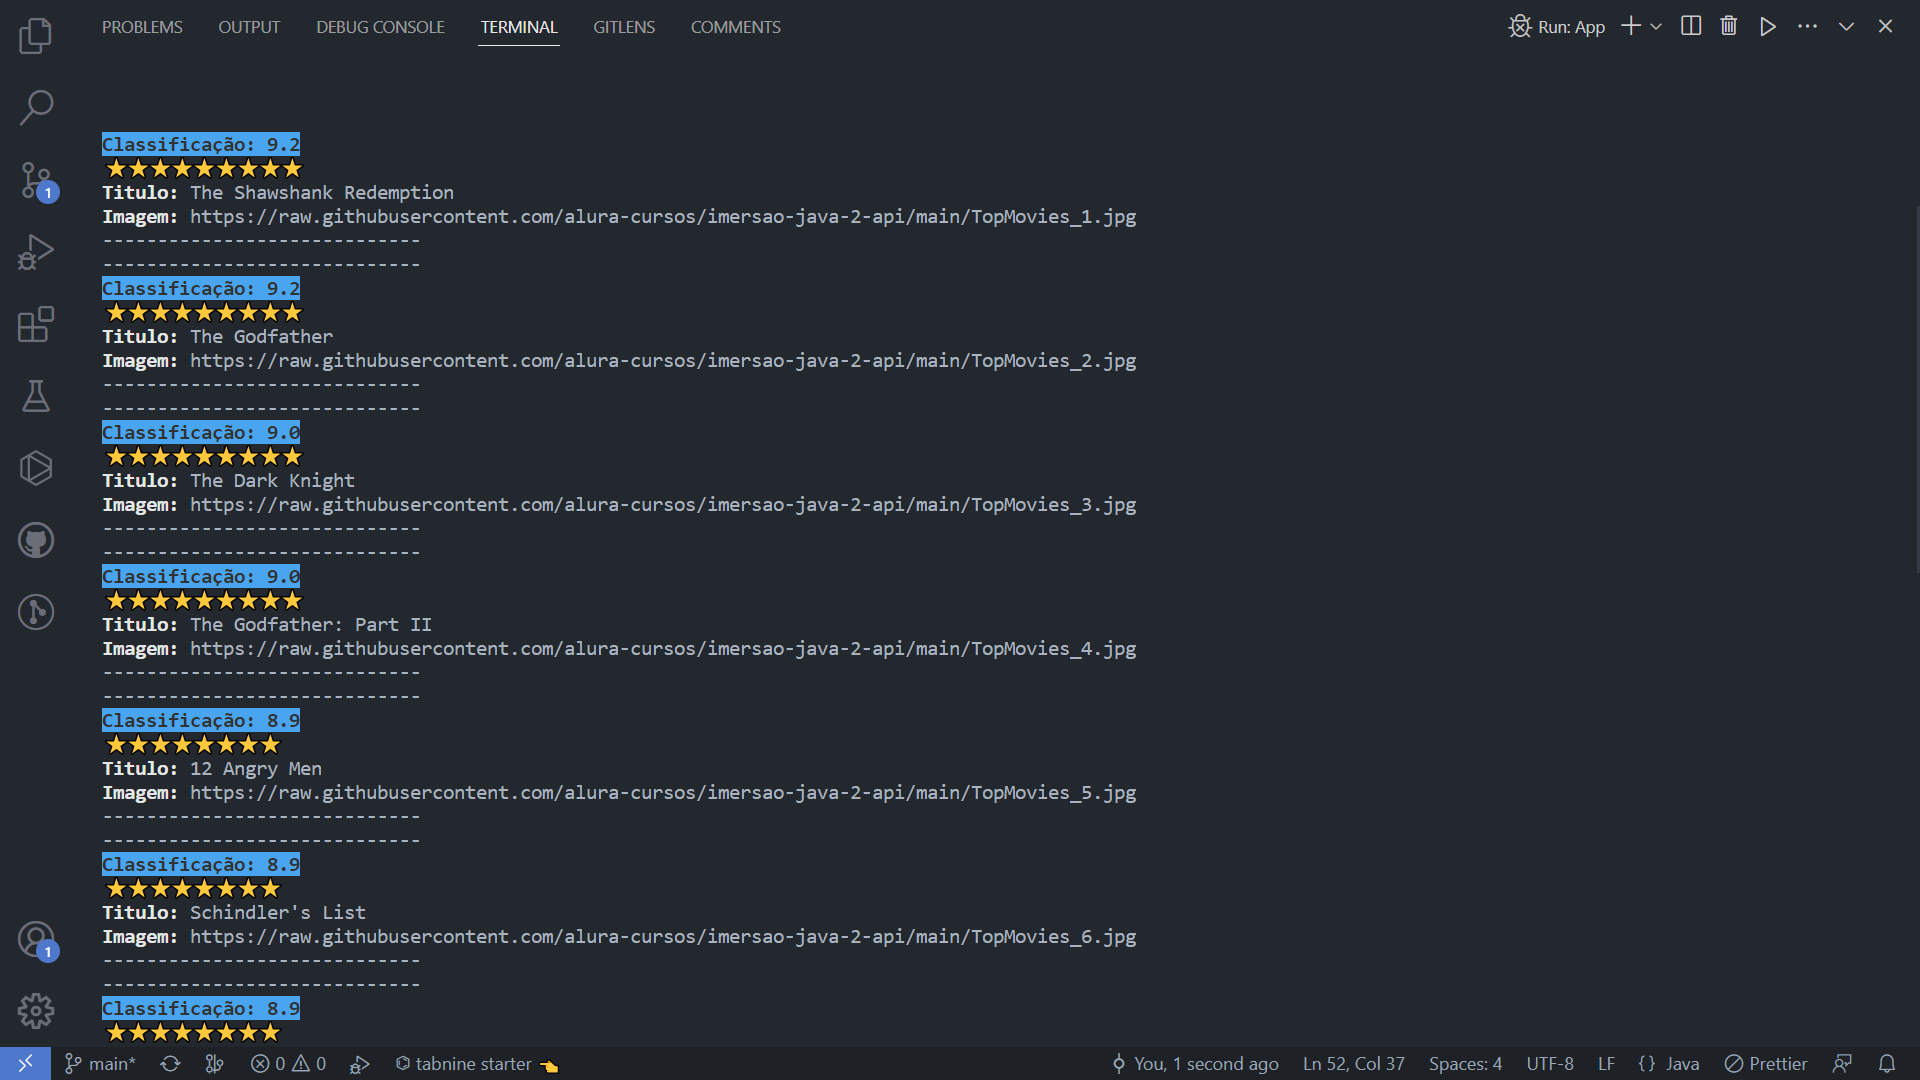 PROBLEMS OUTPUT DEBUG CONSOLE TERMINAL GITLENS COMMENTS Run: App
Classificação: 9.2
⭐⭐⭐⭐⭐⭐⭐⭐⭐
Titulo: The Shawshank Redemption
Imagem: https://raw.githubusercontent.com/alura-cursos/imersao-java-2-api/main/TopMovies_1.jpg
-----------------------------
-----------------------------
Classificação: 9.2
⭐⭐⭐⭐⭐⭐⭐⭐⭐
Titulo: The Godfather
Imagem: https://raw.githubusercontent.com/alura-cursos/imersao-java-2-api/main/TopMovies_2.jpg
-----------------------------
-----------------------------
Classificação: 9.0
⭐⭐⭐⭐⭐⭐⭐⭐⭐
Titulo: The Dark Knight
Imagem: https://raw.githubusercontent.com/alura-cursos/imersao-java-2-api/main/TopMovies_3.jpg
-----------------------------
-----------------------------
Classificação: 9.0
⭐⭐⭐⭐⭐⭐⭐⭐⭐
Titulo: The Godfather: Part II
Imagem: https://raw.githubusercontent.com/alura-cursos/imersao-java-2-api/main/TopMovies_4.jpg
-----------------------------
-----------------------------
Classificação: 8.9
⭐⭐⭐⭐⭐⭐⭐⭐
Titulo: 12 Angry Men
Imagem: https://raw.githubusercontent.com/alura-cursos/imersao-java-2-api/main/TopMovies_5.jpg
-----------------------------
-----------------------------
Classificação: 8.9
⭐⭐⭐⭐⭐⭐⭐⭐
Titulo: Schindler's List
Imagem: https://raw.githubusercontent.com/alura-cursos/imersao-java-2-api/main/TopMovies_6.jpg
-----------------------------
-----------------------------
Classificação: 8.9
⭐⭐⭐⭐⭐⭐⭐⭐
1
1
main* 0 0 tabnine starter 👈 You, 1 second ago Ln 52, Col 37 Spaces: 4 UTF-8 LF {} Java Prettier